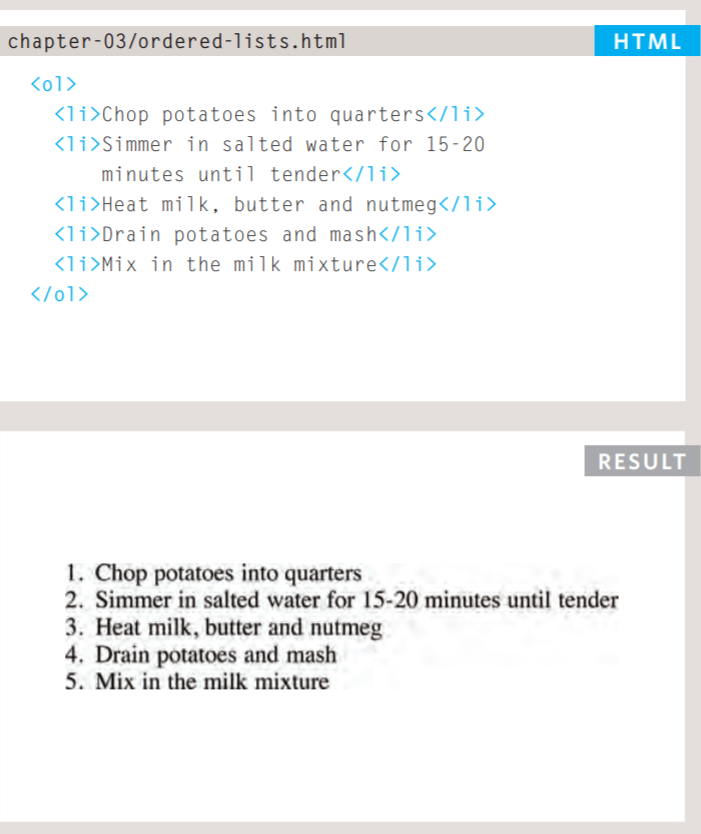 chapter-03/ordered-lists.html HTML
<ol>
<li>Chop potatoes into quarters</li>
<li>Simmer in salted water for 15-20
minutes until tender</li>
<li>Heat milk, butter and nutmeg</li>
<li>Drain potatoes and mash</li>
<li>Mix in the milk mixture</li>
</ol>
RESULT
1. Chop potatoes into quarters
2. Simmer in salted water for 15-20 minutes until tender
3. Heat milk, butter and nutmeg
4. Drain potatoes and mash
5. Mix in the milk mixture